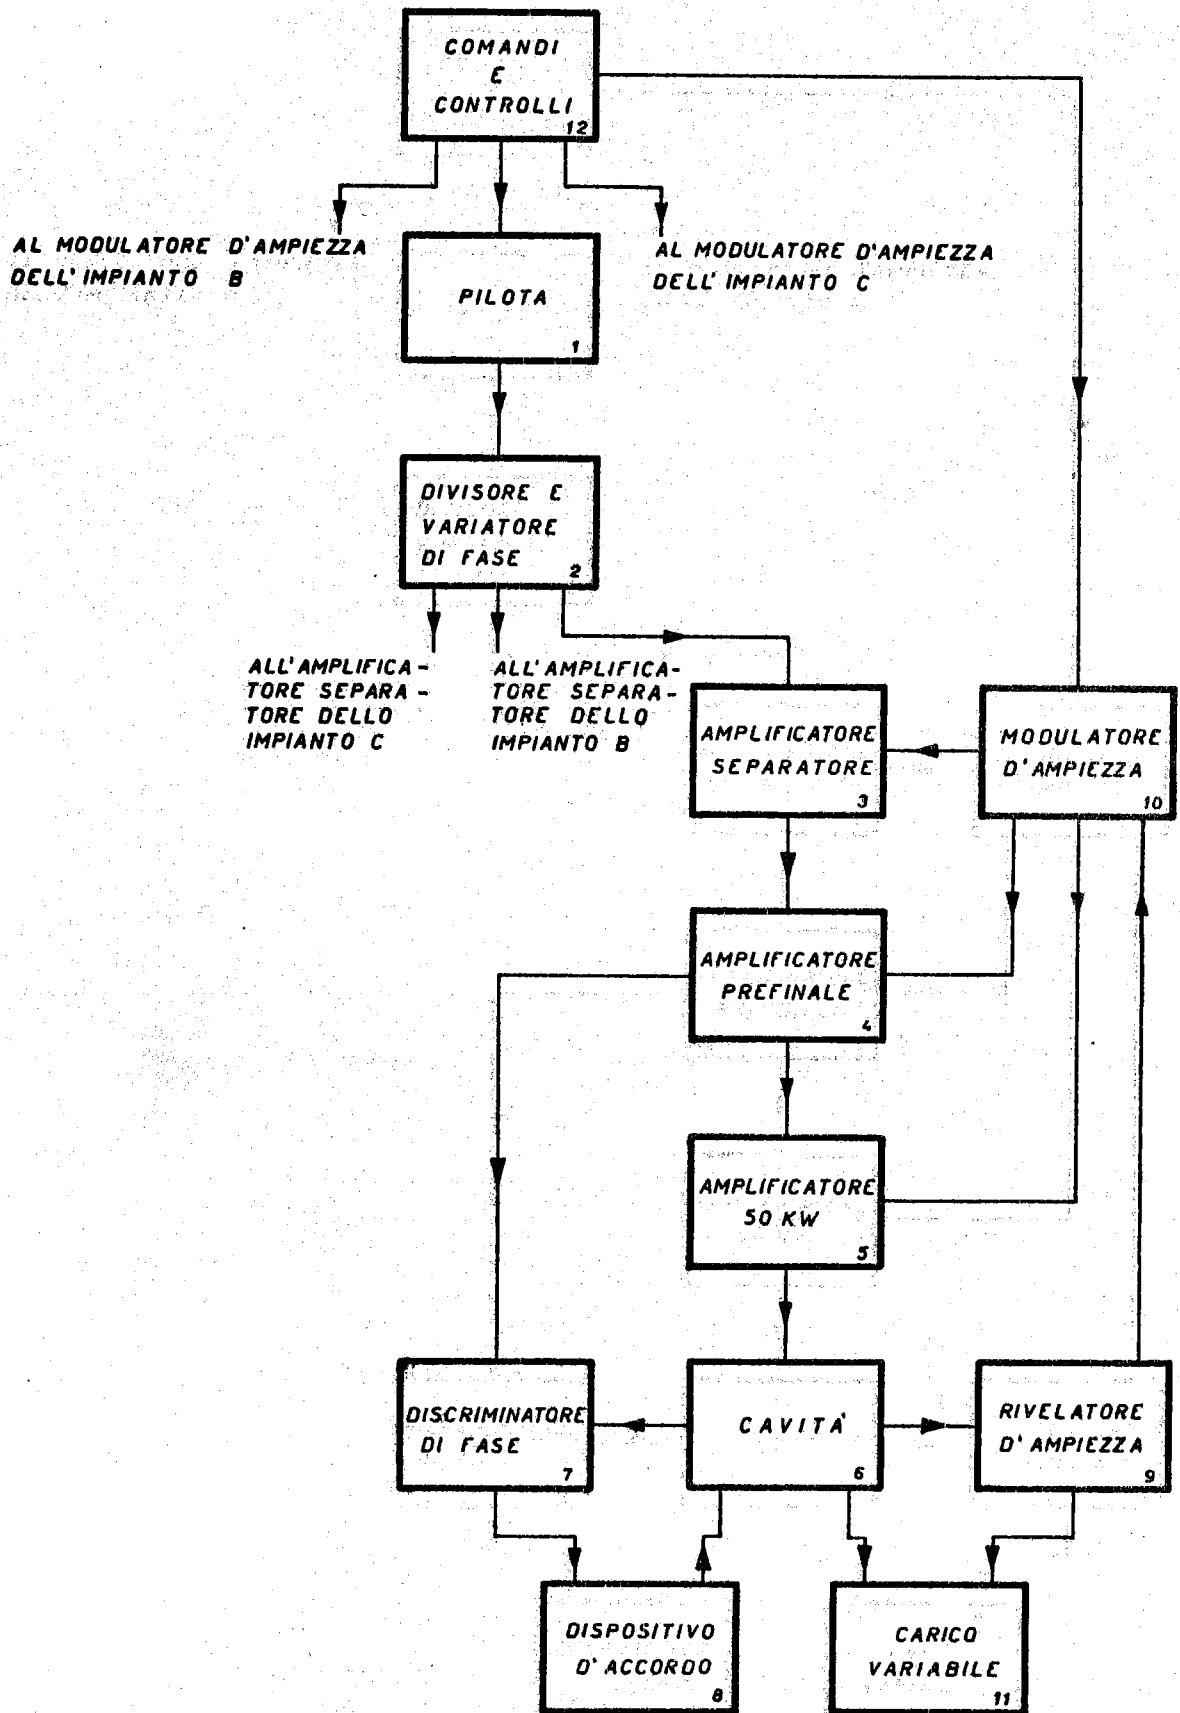 COMANDI
E
CONTROLLI
12
AL MODULATORE D'AMPIEZZA
DELL'IMPIANTO B
AL MODULATORE D'AMPIEZZA
DELL'IMPIANTO C
PILOTA
1
DIVISORE E
VARIATORE
DI FASE
2
ALL'AMPLIFICA-
TORE SEPARA-
TORE DELLO
IMPIANTO C
ALL'AMPLIFICA-
TORE SEPARA-
TORE DELLO
IMPIANTO B
AMPLIFICATORE
SEPARATORE
3
MODULATORE
D'AMPIEZZA
10
AMPLIFICATORE
PREFINALE
4
AMPLIFICATORE
50 KW
5
DISCRIMINATORE
DI FASE
7
CAVITÀ
6
RIVELATORE
D'AMPIEZZA
9
DISPOSITIVO
D'ACCORDO
8
CARICO
VARIABILE
11